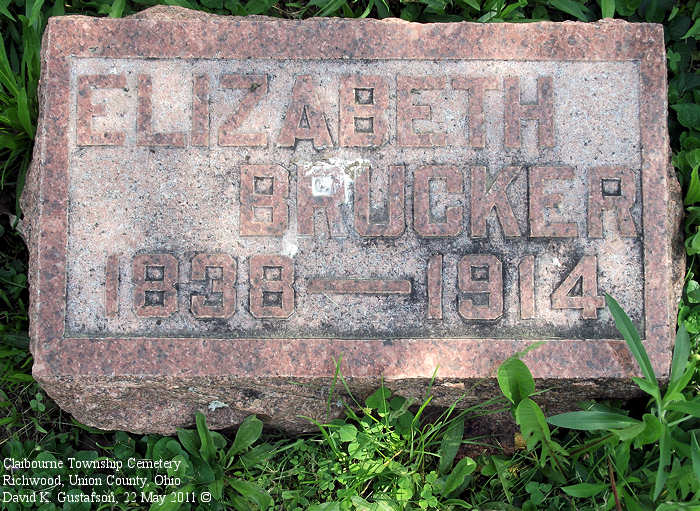 ELIZABETH
BRUCKER
1838 — 1914
Claibourne Township Cemetery
Richwood, Union County, Ohio
David K. Gustafson, 22 May 2011 ©